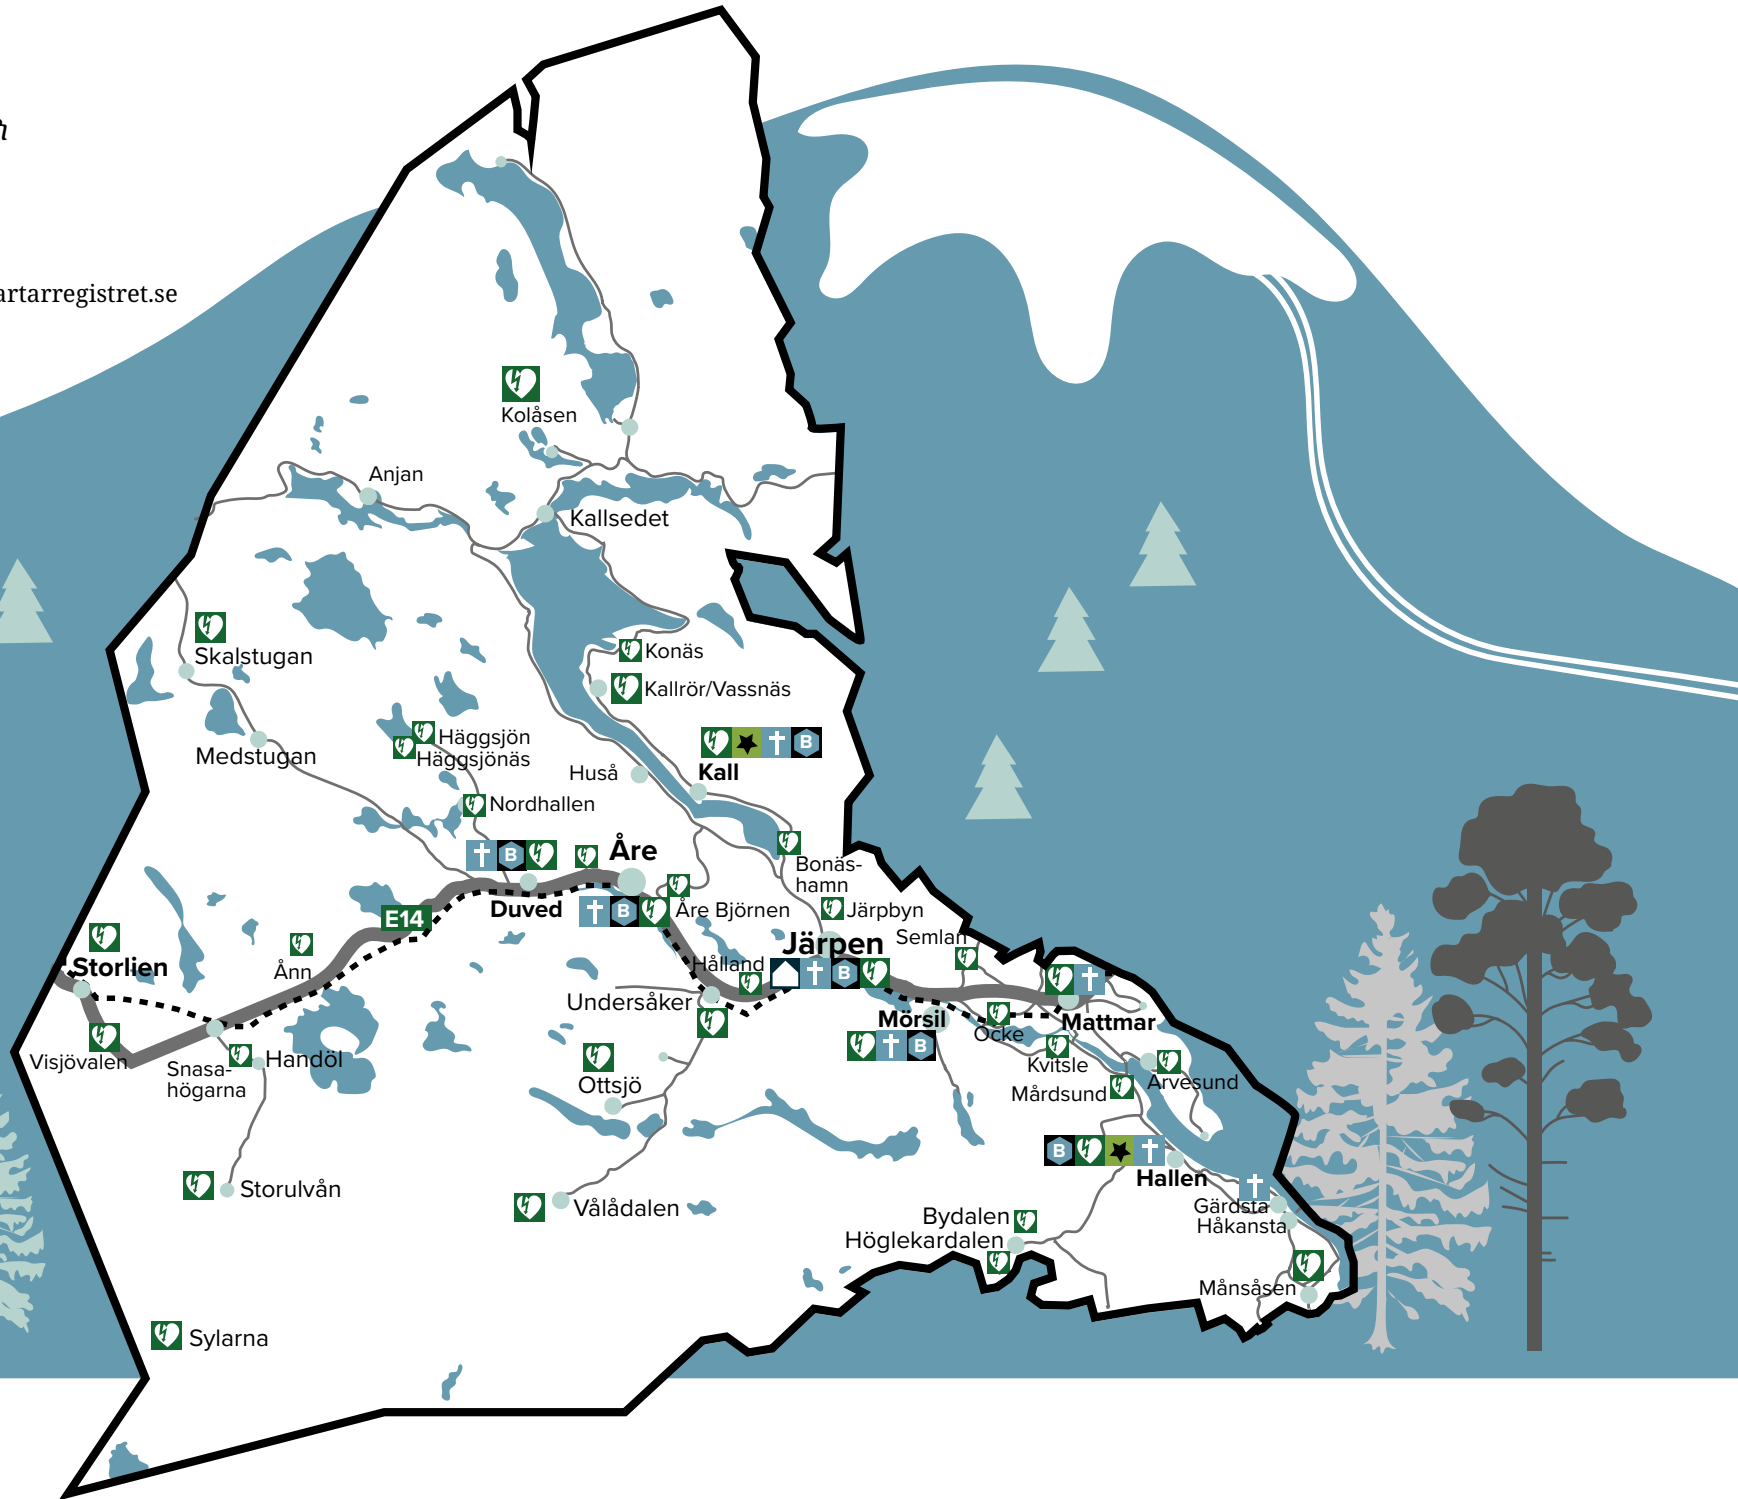 artarregistret.se
Kolåsen
Anjan
Kallsedet
Skalstugan
Konäs
Kallrör/Vassnäs
Medstugan
Häggsjön
Häggsjönäs
Huså
B
Kall
Nordhallen
B
Åre
Bonäs-
hamn
Duved
B
Åre Björnen
Järpbyn
E14
Semlan
Järpen
Storlien
Ånn
Hålland
B
Undersåker
Mörsil
Ocke
Mattmar
B
Visjövalen
Snasa-
högarna
Handöl
Kvitsle
Ottsjö
Mårdsund
Arvesund
B
Hallen
Storulvån
Vålådalen
Gärdsta
Håkansta
Bydalen
Höglekardalen
Månsåsen
Sylarna